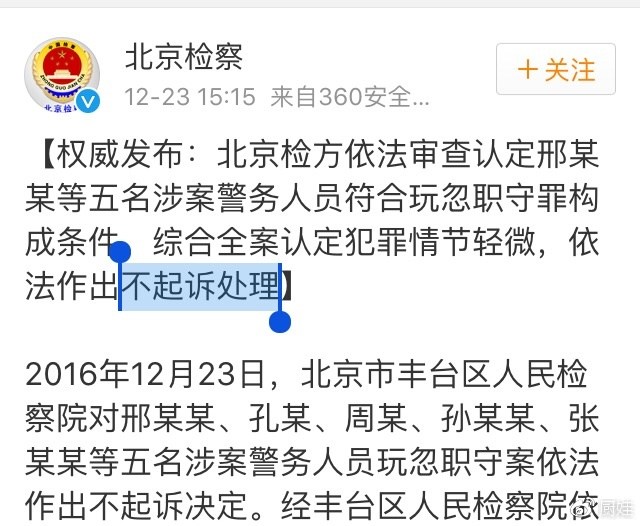 北京检察
12-23 15:15 来自360安全...
+关注
【权威发布：北京检方依法审查认定邢某
某等五名涉案警务人员符合玩忽职守罪构
成条件，综合全案认定犯罪情节轻微，依
法作出不起诉处理】
2016年12月23日，北京市丰台区人民检
察院对邢某某、孔某、周某、孙某某、张
某某等五名涉案警务人员玩忽职守案依法
作出不起诉决定。经丰台区人民检察院依